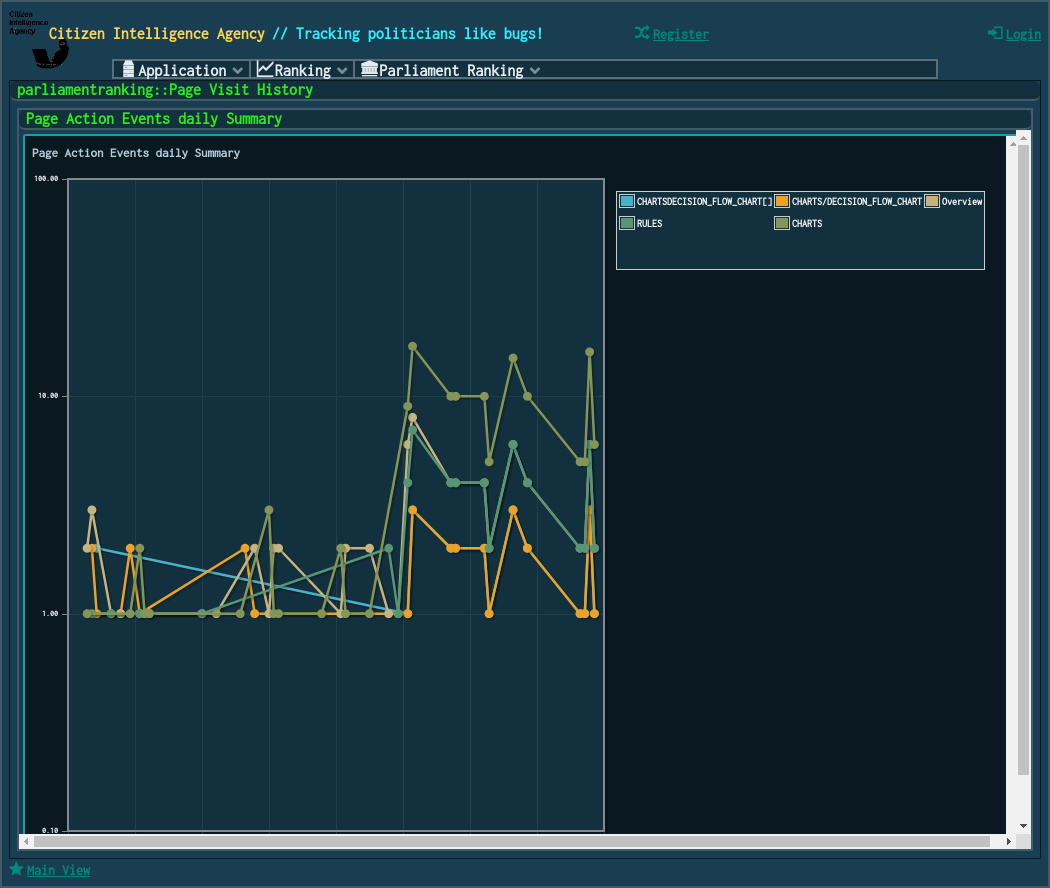 Citizen
Intelligence
Agency
Citizen Intelligence Agency // Tracking politicians like bugs!
Register
Login
Application
Ranking
Parliament Ranking
parliamentranking::Page Visit History
Page Action Events daily Summary
Page Action Events daily Summary
100.00
10.00
1.00
0.10
CHARTSDECISION_FLOW_CHART[]
CHARTS/DECISION_FLOW_CHART
Overview
RULES
CHARTS
Main View